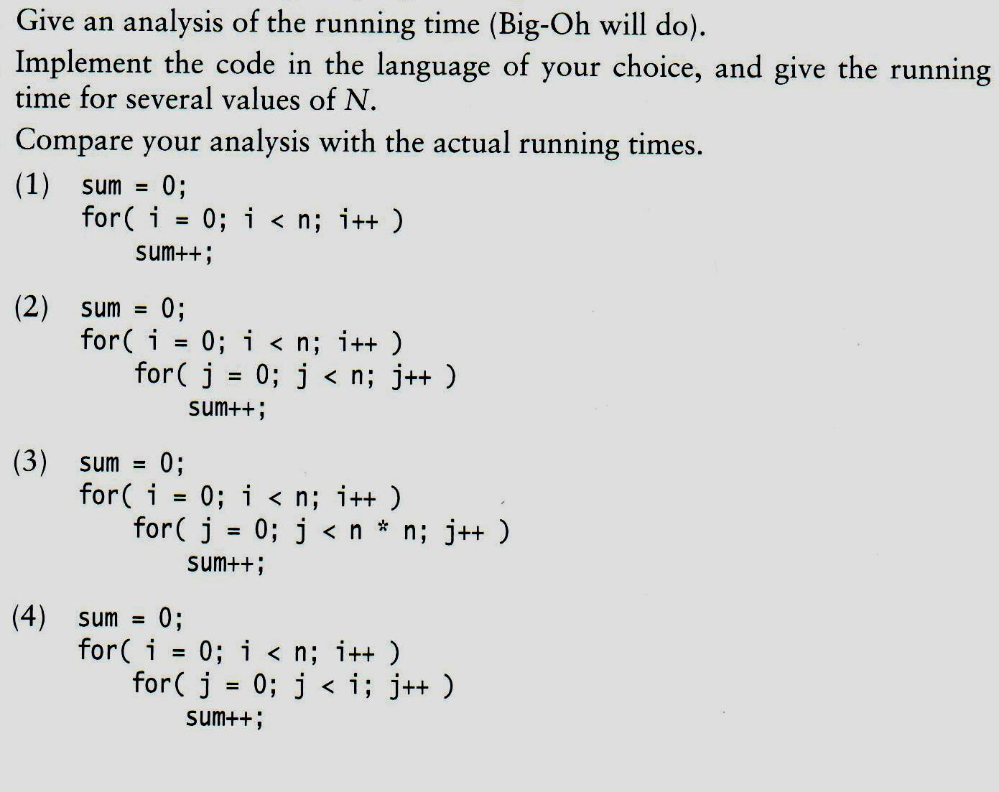 Give an analysis of the running time (Big-Oh will do).
Implement the code in the language of your choice, and give the running
time for several values of N.
Compare your analysis with the actual running times.
(1) sum = 0;
for( i = 0; i < n; i++ )
sum++;
(2) sum = 0;
for( i = 0; i < n; i++ )
for( j = 0; j < n; j++ )
sum++;
(3) sum = 0;
for( i = 0; i < n; i++ )
for( j = 0; j < n * n; j++ )
sum++;
(4) sum = 0;
for( i = 0; i < n; i++ )
for( j = 0; j < i; j++ )
sum++;